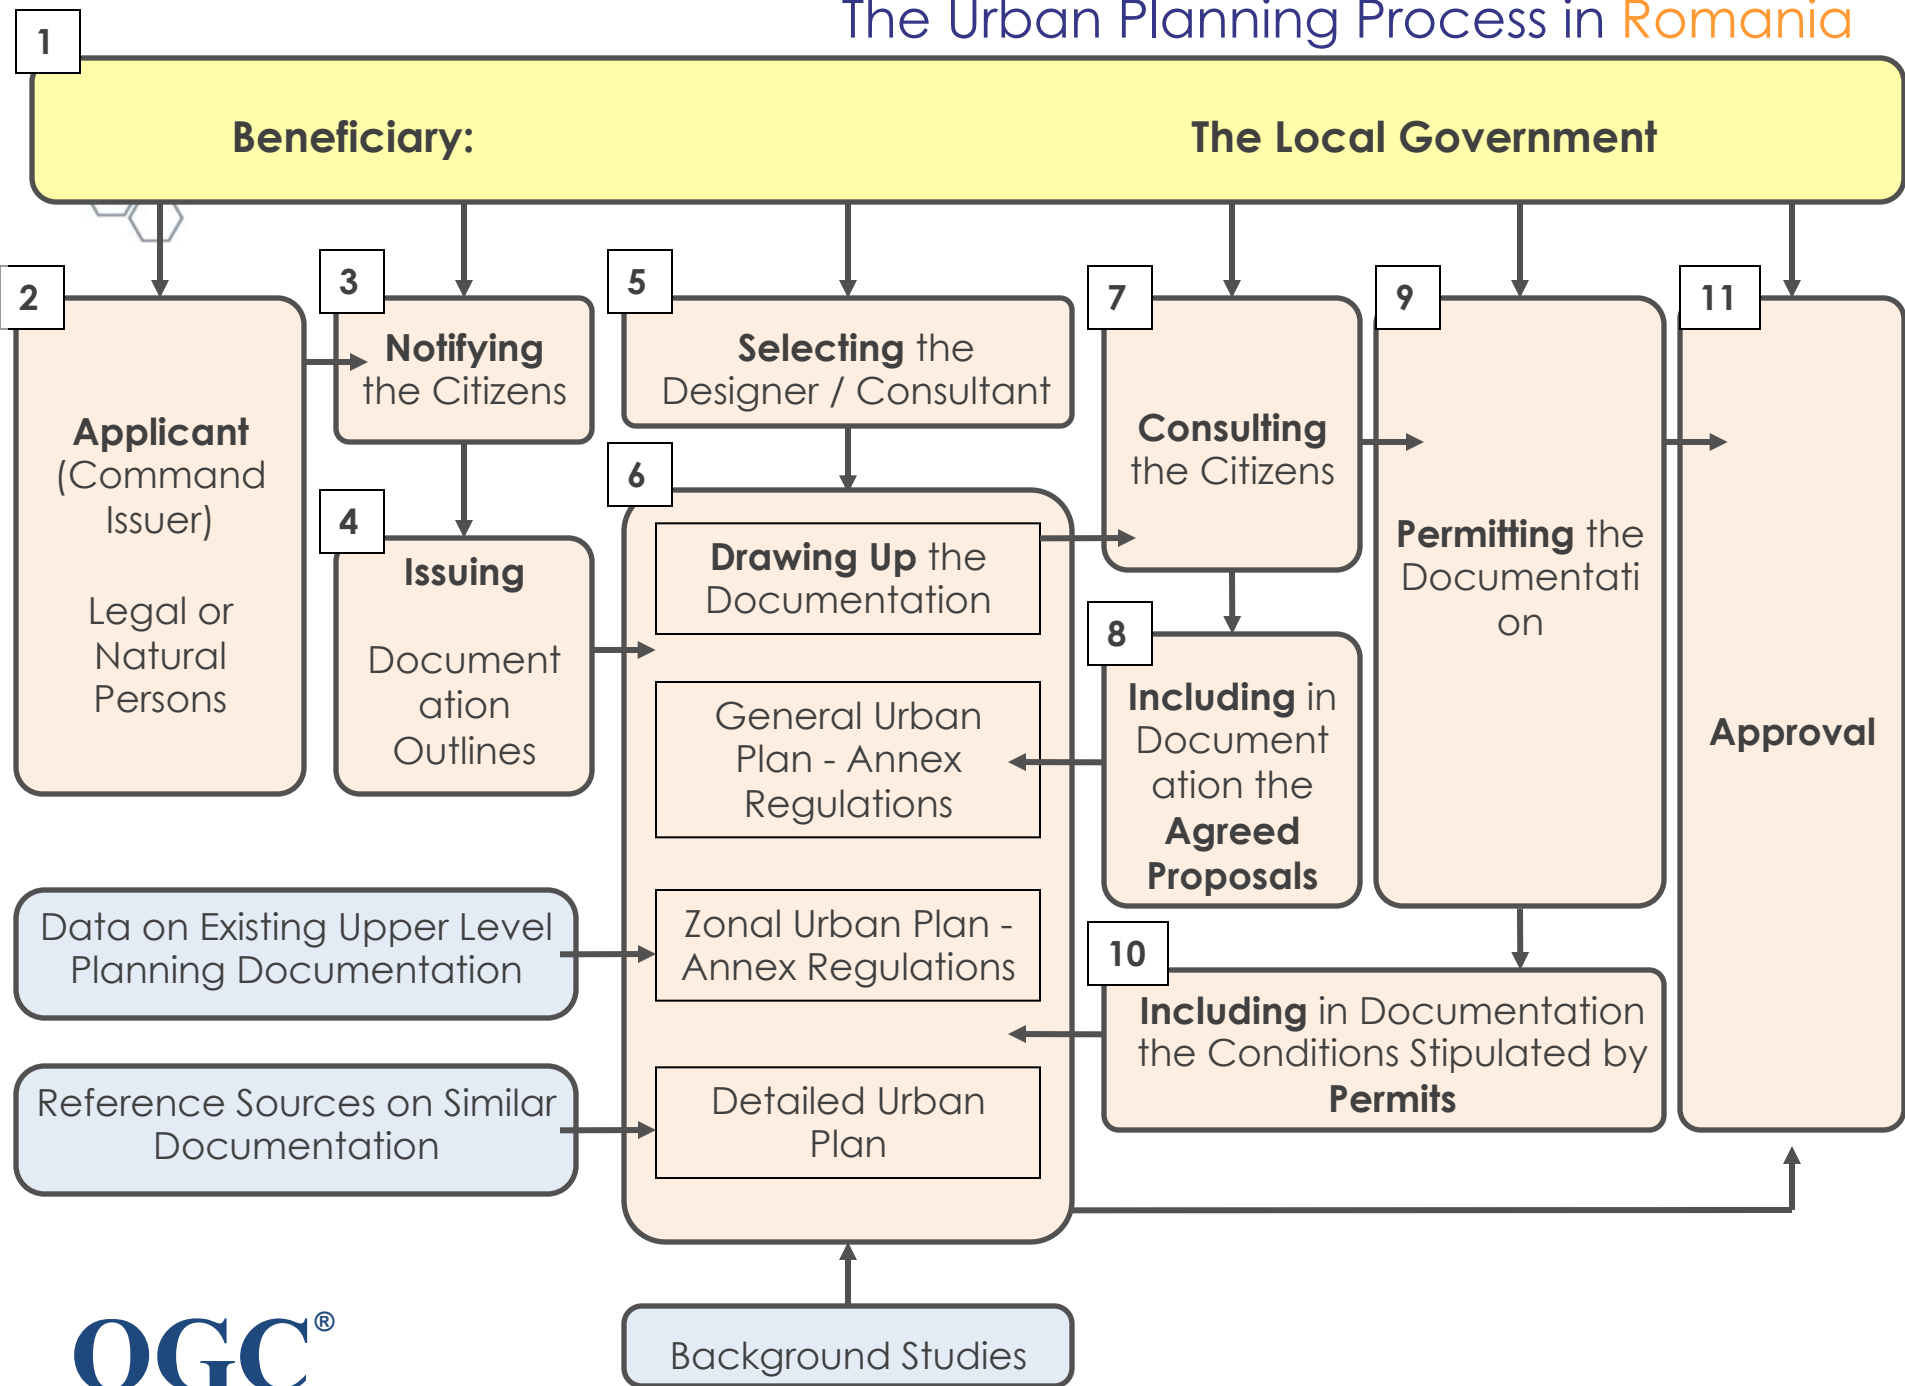 The Urban Planning Process in Romania
1
Beneficiary:
The Local Government
2
Applicant
(Command
Issuer)
Legal or
Natural
Persons
3
Notifying
the Citizens
4
Issuing
Document
ation
Outlines
5
Selecting the
Designer / Consultant
6
Drawing Up the
Documentation
General Urban
Plan - Annex
Regulations
Zonal Urban Plan -
Annex Regulations
Detailed Urban
Plan
7
Consulting
the Citizens
8
Including in
Document
ation the
Agreed
Proposals
9
Permitting the
Documentati
on
10
Including in Documentation
the Conditions Stipulated by
Permits
11
Approval
Data on Existing Upper Level
Planning Documentation
Reference Sources on Similar
Documentation
Background Studies
OGC®